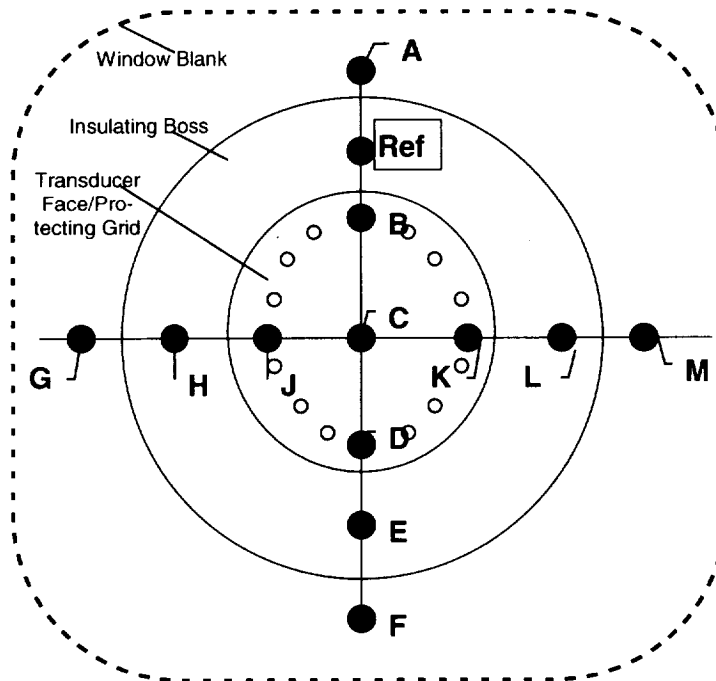 A
Window Blank
Insulating Boss
Ref
Transducer
Face/Pro-
tecting Grid
B
C
G
H
J
K
L
M
D
E
F